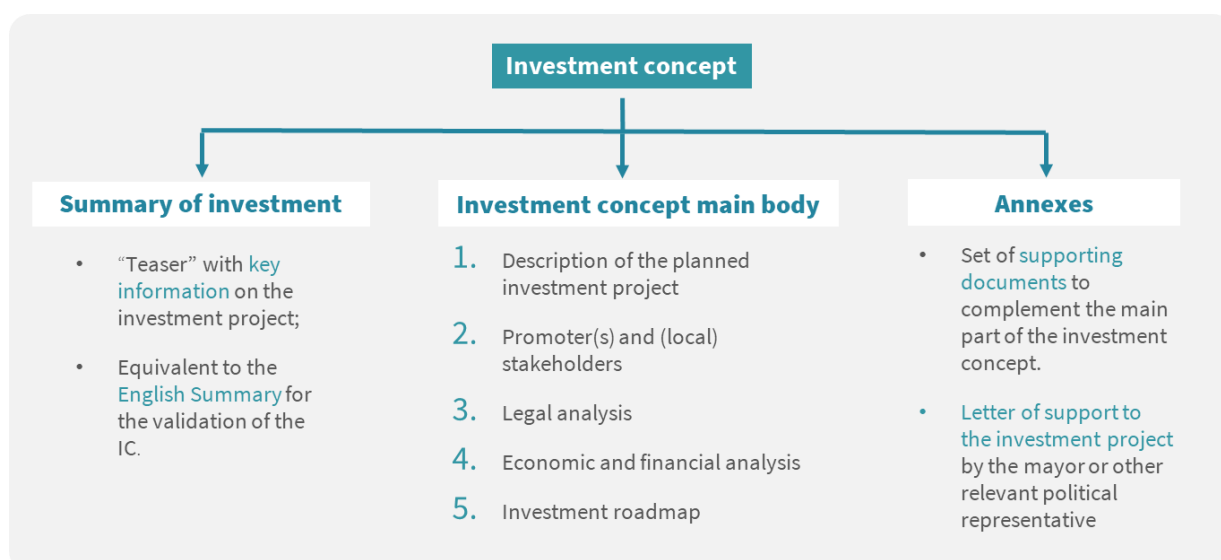 Investment concept
Summary of investment
• “Teaser” with key
information on the
investment project;
• Equivalent to the
English Summary for
the validation of the
IC.
Investment concept main body
1. Description of the planned
investment project
2. Promoter(s) and (local)
stakeholders
3. Legal analysis
4. Economic and financial analysis
5. Investment roadmap
Annexes
• Set of supporting
documents to
complement the main
part of the investment
concept.
• Letter of support to
the investment project
by the mayor or other
relevant political
representative